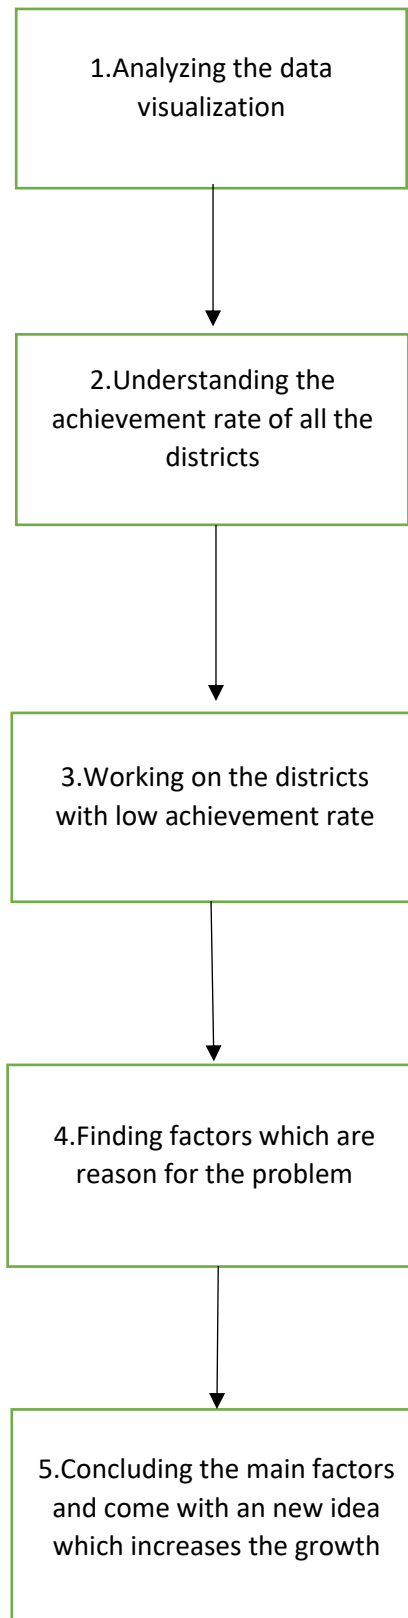 1.Analyzing the data
visualization
2.Understanding the
achievement rate of all the
districts
3.Working on the districts
with low achievement rate
4.Finding factors which are
reason for the problem
5.Concluding the main factors
and come with an new idea
which increases the growth